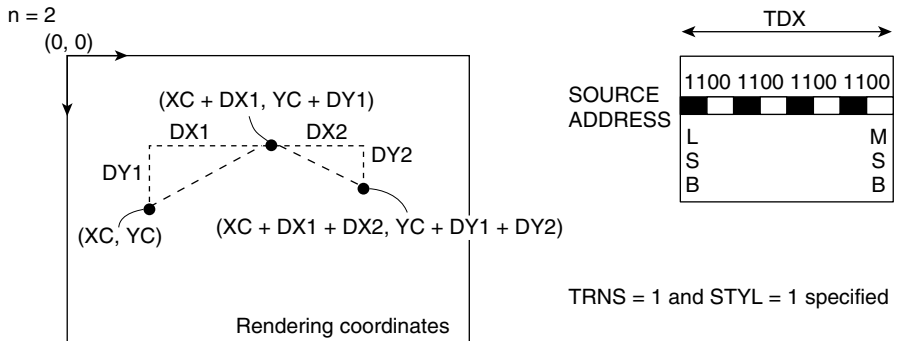 n = 2
(0, 0)
(XC + DX1, YC + DY1)
DX1
DX2
DY1
DY2
(XC, YC)
(XC + DX1 + DX2, YC + DY1 + DY2)
Rendering coordinates
TDX
1100 1100 1100 1100
SOURCE
ADDRESS
L M
S S
B B
TRNS = 1 and STYL = 1 specified